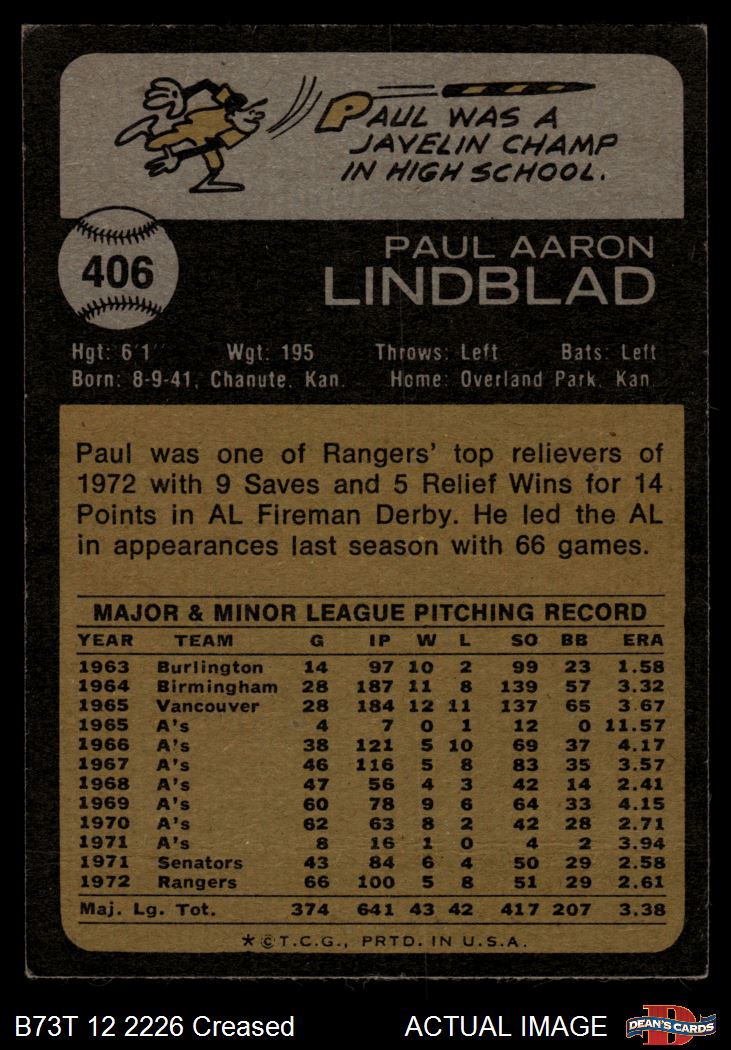 PAUL WAS A
JAVELIN CHAMP
IN HIGH SCHOOL.
406
PAUL AARON
LINDBLAD
Hgt: 6'1" Wgt: 195 Throws: Left Bats: Left
Born: 8-9-41, Chanute, Kan. Home: Overland Park, Kan.
Paul was one of Rangers' top relievers of
1972 with 9 Saves and 5 Relief Wins for 14
Points in AL Fireman Derby. He led the AL
in appearances last season with 66 games.
MAJOR & MINOR LEAGUE PITCHING RECORD
YEAR TEAM G IP W L SO BB ERA
1963 Burlington 14 97 10 2 99 23 1.58
1964 Birmingham 28 187 11 8 139 57 3.32
1965 Vancouver 28 184 12 11 137 65 3.67
1965 A's 4 7 0 1 12 0 11.57
1966 A's 38 121 5 10 69 37 4.17
1967 A's 46 116 5 8 83 35 3.57
1968 A's 47 56 4 3 42 14 2.41
1969 A's 60 78 9 6 64 33 4.15
1970 A's 62 63 8 2 42 28 2.71
1971 A's 8 16 1 0 4 2 3.94
1971 Senators 43 84 6 4 50 29 2.58
1972 Rangers 66 100 5 8 51 29 2.61
Maj. Lg. Tot. 374 641 43 42 417 207 3.38
*©T.C.G., PRTD. IN U.S.A.
B73T 12 2226 Creased ACTUAL IMAGE D DEAN'S CARDS